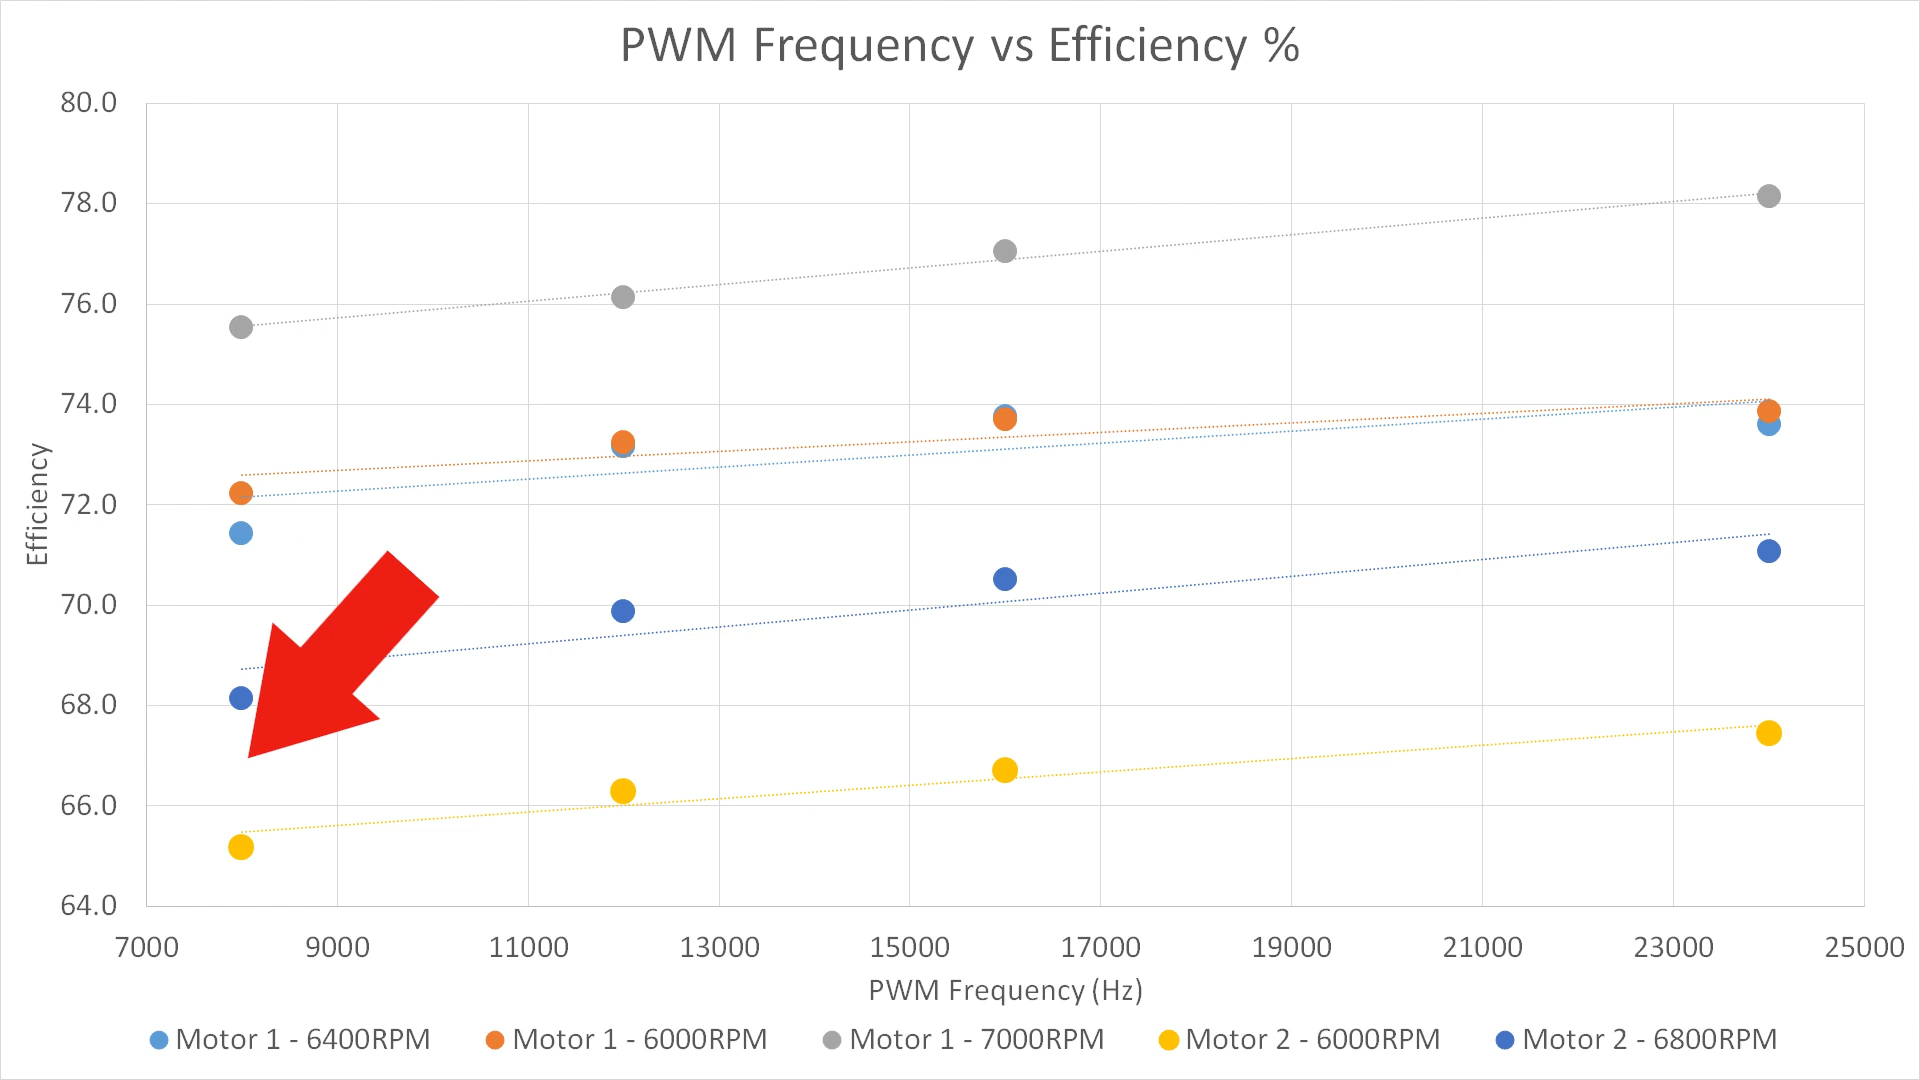 PWM Frequency vs Efficiency %
80.0
78.0
76.0
74.0
72.0
70.0
68.0
66.0
64.0
Efficiency
7000 9000 11000 13000 15000 17000 19000 21000 23000 25000
PWM Frequency (Hz)
Motor 1 - 6400RPM Motor 1 - 6000RPM Motor 1 - 7000RPM Motor 2 - 6000RPM Motor 2 - 6800RPM